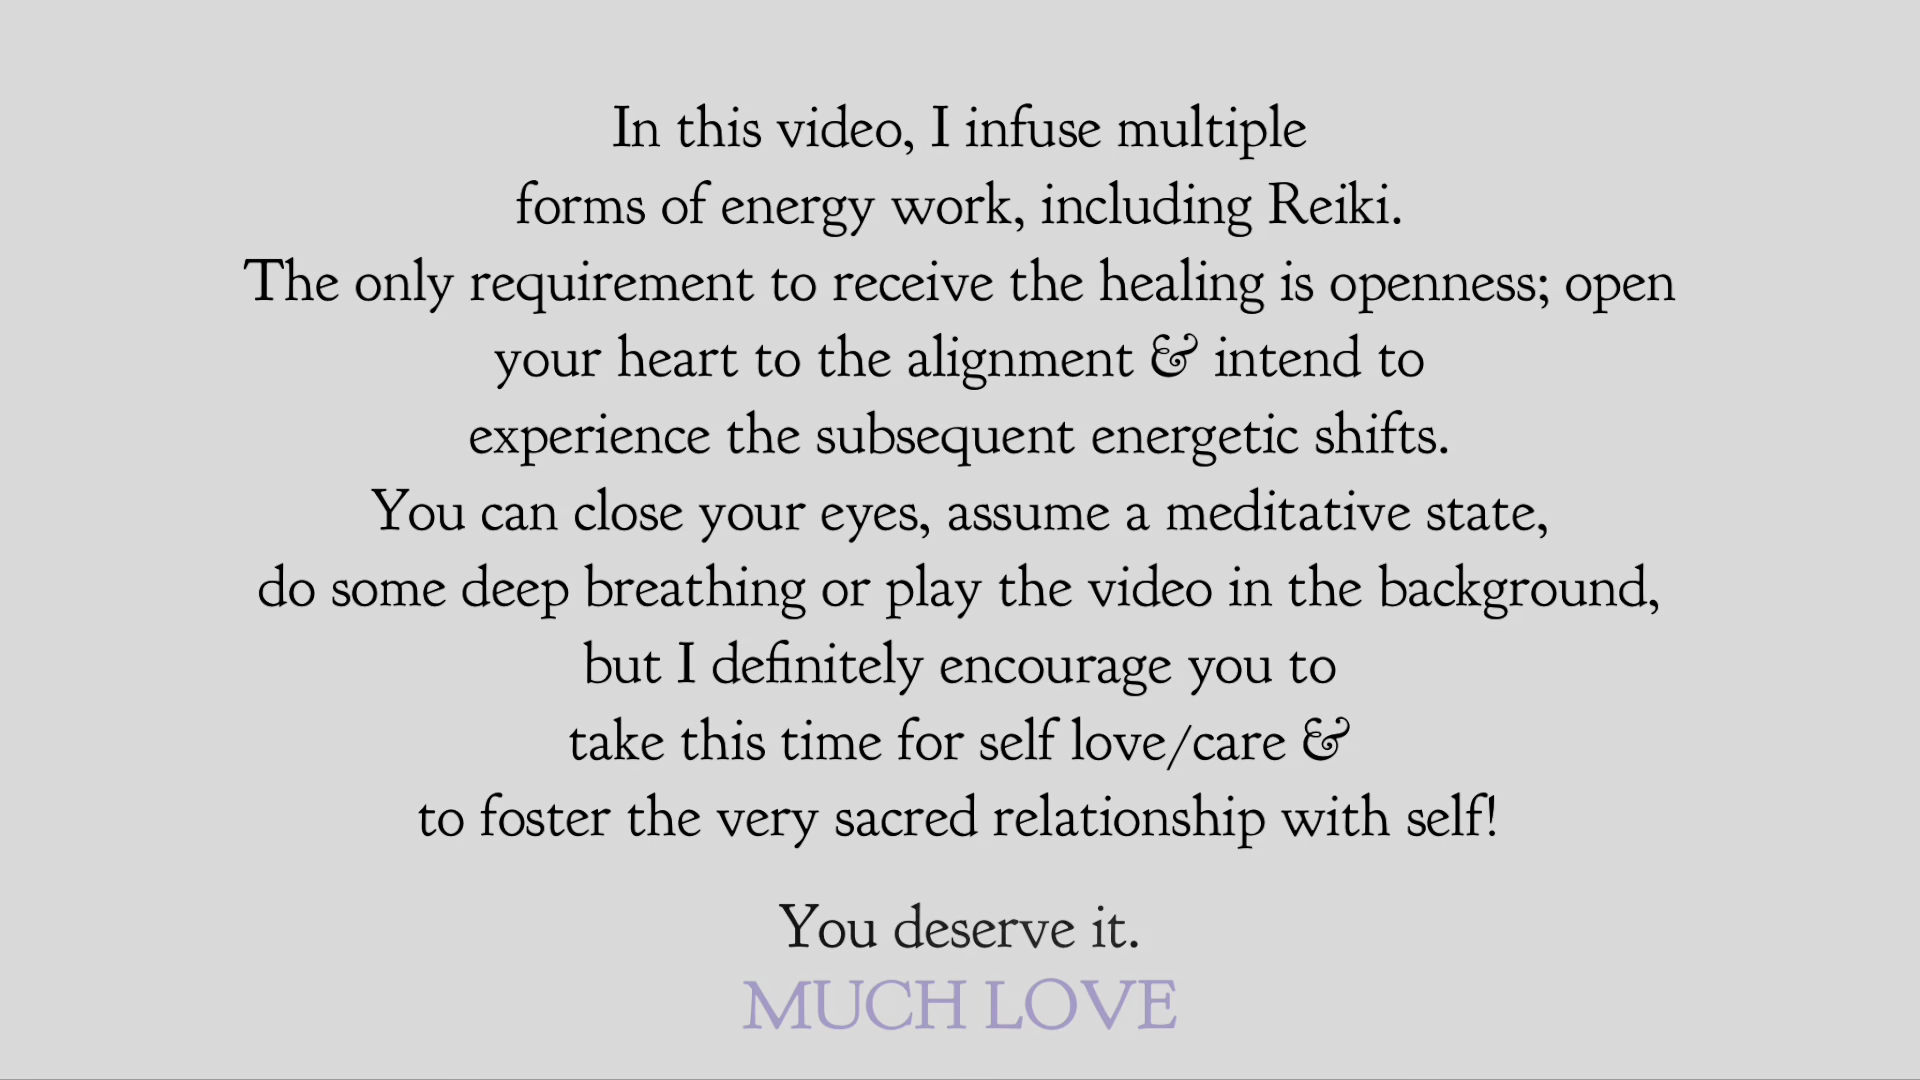 In this video, I infuse multiple
forms of energy work, including Reiki.
The only requirement to receive the healing is openness; open
your heart to the alignment & intend to
experience the subsequent energetic shifts.
You can close your eyes, assume a meditative state,
do some deep breathing or play the video in the background,
but I definitely encourage you to
take this time for self love/care &
to foster the very sacred relationship with self!
You deserve it.
MUCH LOVE